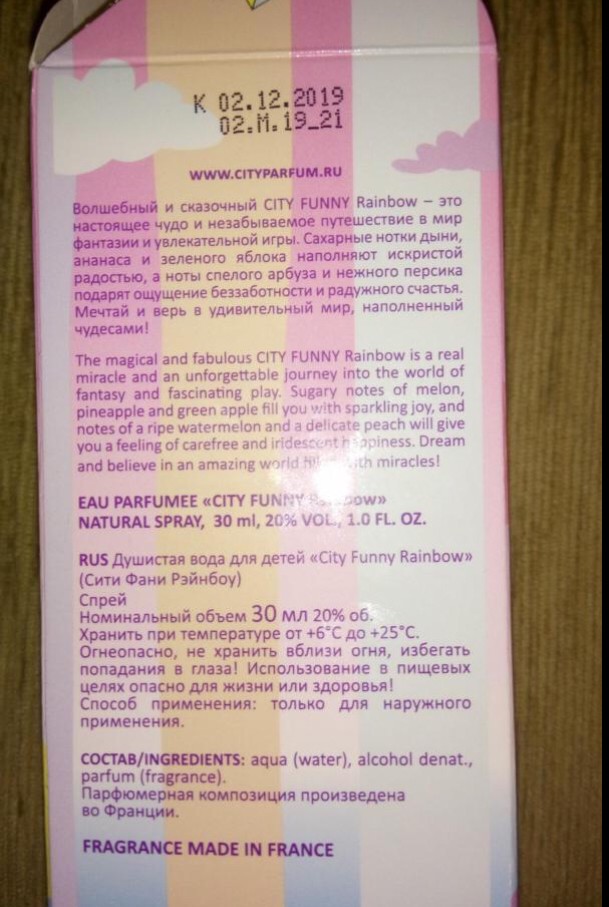 К 02.12.2019
02.М.19_21
WWW.CITYPARFUM.RU
Волшебный и сказочный CITY FUNNY Rainbow – это
настоящее чудо и незабываемое путешествие в мир
фантазии и увлекательной игры. Сахарные нотки дыни,
ананаса и зеленого яблока наполняют искристой
радостью, а ноты спелого арбуза и нежного персика
подарят ощущение беззаботности и радужного счастья.
Мечтай и верь в удивительный мир, наполненный
чудесами!
The magical and fabulous CITY FUNNY Rainbow is a real
miracle and an unforgettable journey into the world of
fantasy and fascinating play. Sugary notes of melon,
pineapple and green apple fill you with sparkling joy, and
notes of a ripe watermelon and a delicate peach will give
you a feeling of carefree and iridescent happiness. Dream
and believe in an amazing world filled with miracles!
EAU PARFUMEE «CITY FUNNY Rainbow»
NATURAL SPRAY, 30 ml, 20% VOL., 1.0 FL. OZ.
RUS Душистая вода для детей «City Funny Rainbow»
(Сити Фани Рэйнбоу)
Спрей
Номинальный объем 30 мл 20% об.
Хранить при температуре от +6°С до +25°С.
Огнеопасно, не хранить вблизи огня, избегать
попадания в глаза! Использование в пищевых
целях опасно для жизни или здоровья!
Способ применения: только для наружного
применения.
СОСТАВ/INGREDIENTS: aqua (water), alcohol denat.,
parfum (fragrance).
Парфюмерная композиция произведена
во Франции.
FRAGRANCE MADE IN FRANCE